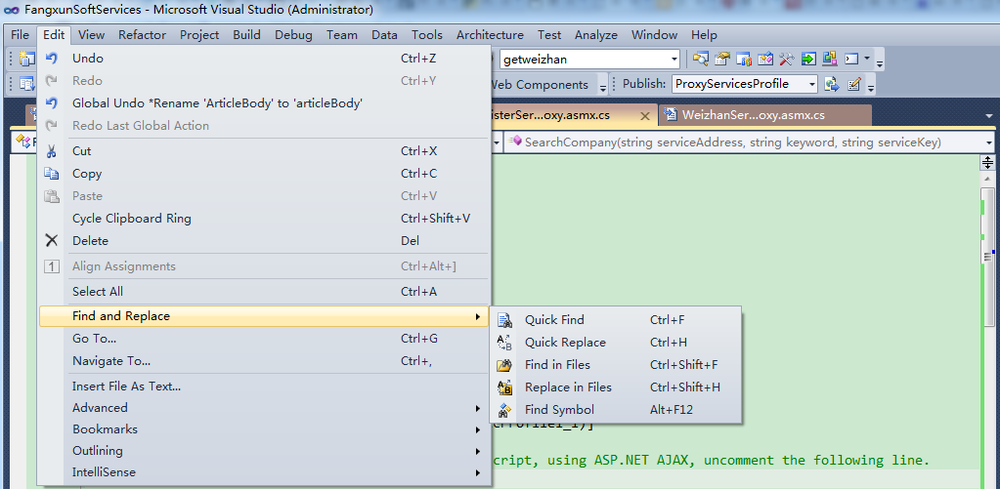 FangxunSoftServices - Microsoft Visual Studio (Administrator)
File Edit View Refactor Project Build Debug Team Data Tools Architecture Test Analyze Window Help
getweizhan
Web Components Publish: ProxyServicesProfile
isterSer...oxy.asmx.cs WeizhanSer...oxy.asmx.cs
SearchCompany(string serviceAddress, string keyword, string serviceKey)
Undo Ctrl+Z
Redo Ctrl+Y
Global Undo *Rename 'ArticleBody' to 'articleBody'
Redo Last Global Action
Cut Ctrl+X
Copy Ctrl+C
Paste Ctrl+V
Cycle Clipboard Ring Ctrl+Shift+V
Delete Del
Align Assignments Ctrl+Alt+]
Select All Ctrl+A
Find and Replace
Go To... Ctrl+G
Navigate To... Ctrl+,
Insert File As Text...
Advanced
Bookmarks
Outlining
IntelliSense
Quick Find Ctrl+F
Quick Replace Ctrl+H
Find in Files Ctrl+Shift+F
Replace in Files Ctrl+Shift+H
Find Symbol Alt+F12
cript, using ASP.NET AJAX, uncomment the following line.